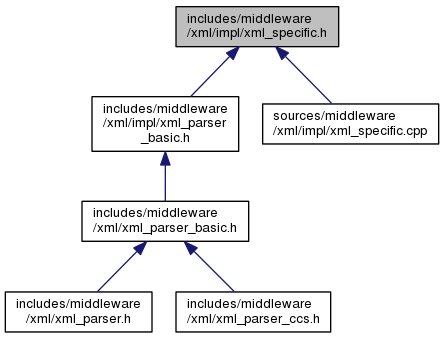 includes/middleware
/xml/impl/xml_specific.h
includes/middleware
/xml/impl/xml_parser
_basic.h
sources/middleware
/xml/impl/xml_specific.cpp
includes/middleware
/xml/xml_parser_basic.h
includes/middleware
/xml/xml_parser.h
includes/middleware
/xml/xml_parser_ccs.h